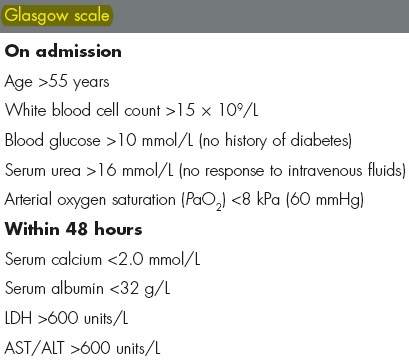 Glasgow scale
On admission
Age >55 years
White blood cell count >15 × 10⁹/L
Blood glucose >10 mmol/L (no history of diabetes)
Serum urea >16 mmol/L (no response to intravenous fluids)
Arterial oxygen saturation (PaO₂) <8 kPa (60 mmHg)
Within 48 hours
Serum calcium <2.0 mmol/L
Serum albumin <32 g/L
LDH >600 units/L
AST/ALT >600 units/L